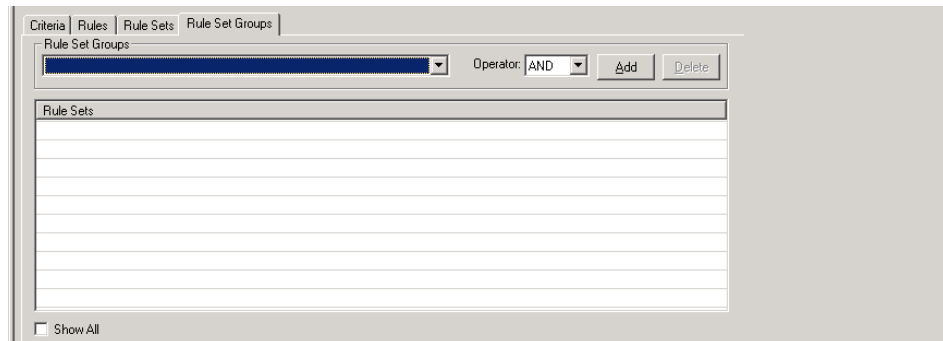 Criteria Rules Rule Sets Rule Set Groups
Rule Set Groups
Operator: AND Add Delete
Rule Sets
Show All